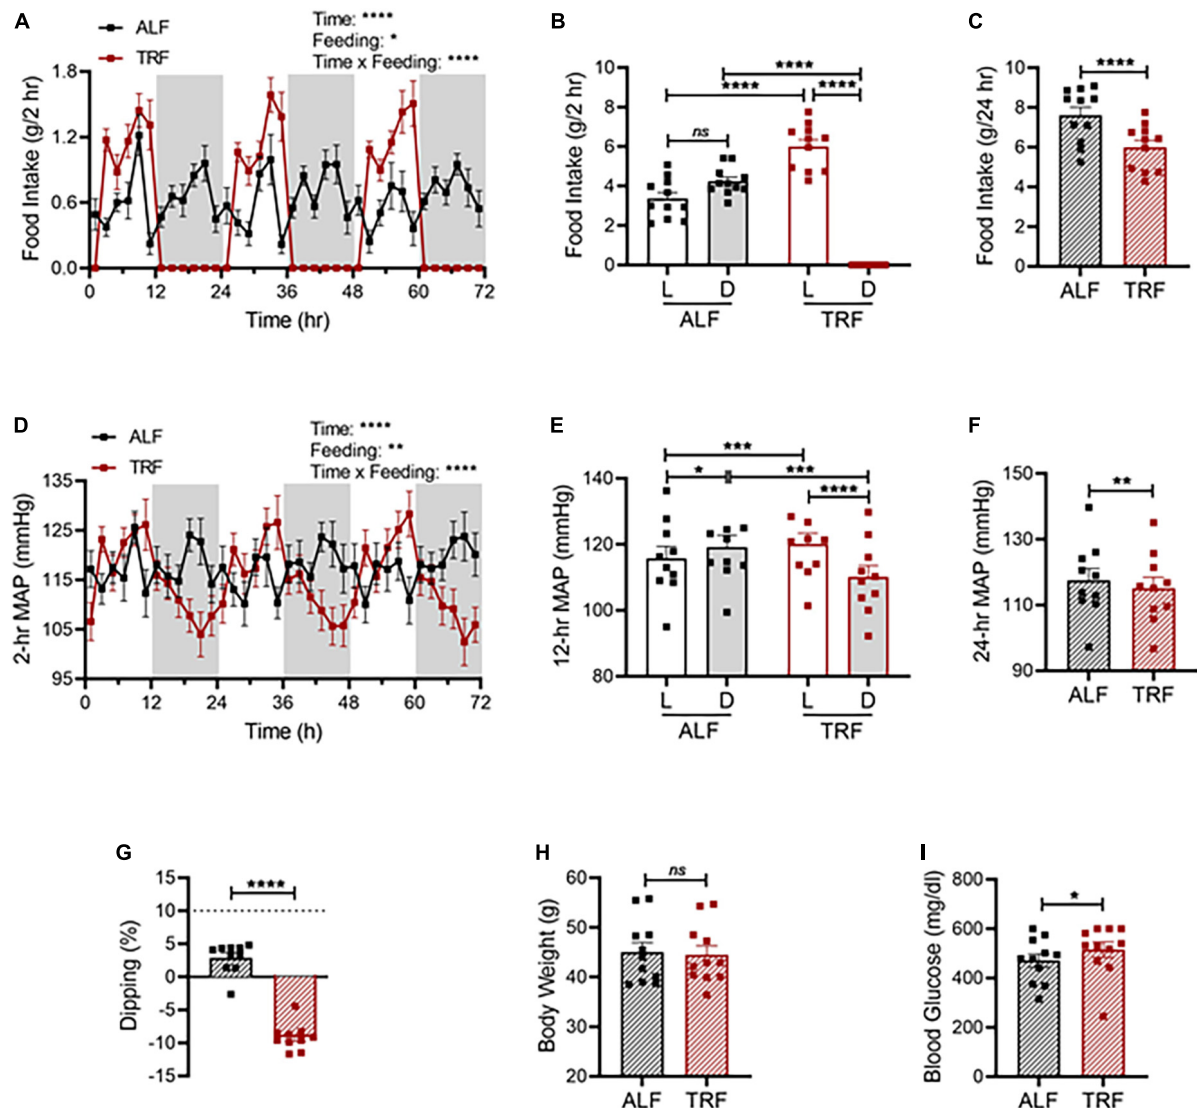 A
ALF
TRF
Time: ****
Feeding: *
Time x Feeding: ****
Food Intake (g/2 hr)
1.8
1.2
0.6
0.0
0 12 24 36 48 60 72
Time (hr)
B
Food Intake (g/2 hr)
10
8
6
4
2
0
****
**** ****
ns
L D L D
ALF TRF
C
Food Intake (g/24 hr)
10
8
6
4
2
0
****
ALF TRF
D
ALF
TRF
Time: ****
Feeding: **
Time x Feeding: ****
2-hr MAP (mmHg)
135
125
115
105
95
0 12 24 36 48 60 72
Time (h)
E
12-hr MAP (mmHg)
140
120
100
80
***
* ***
****
L D L D
ALF TRF
F
24-hr MAP (mmHg)
150
130
110
90
**
ALF TRF
G
Dipping (%)
15
10
5
0
-5
-10
-15
****
H
Body Weight (g)
60
50
40
30
20
ns
ALF TRF
I
Blood Glucose (mg/dl)
800
600
400
200
0
*
ALF TRF